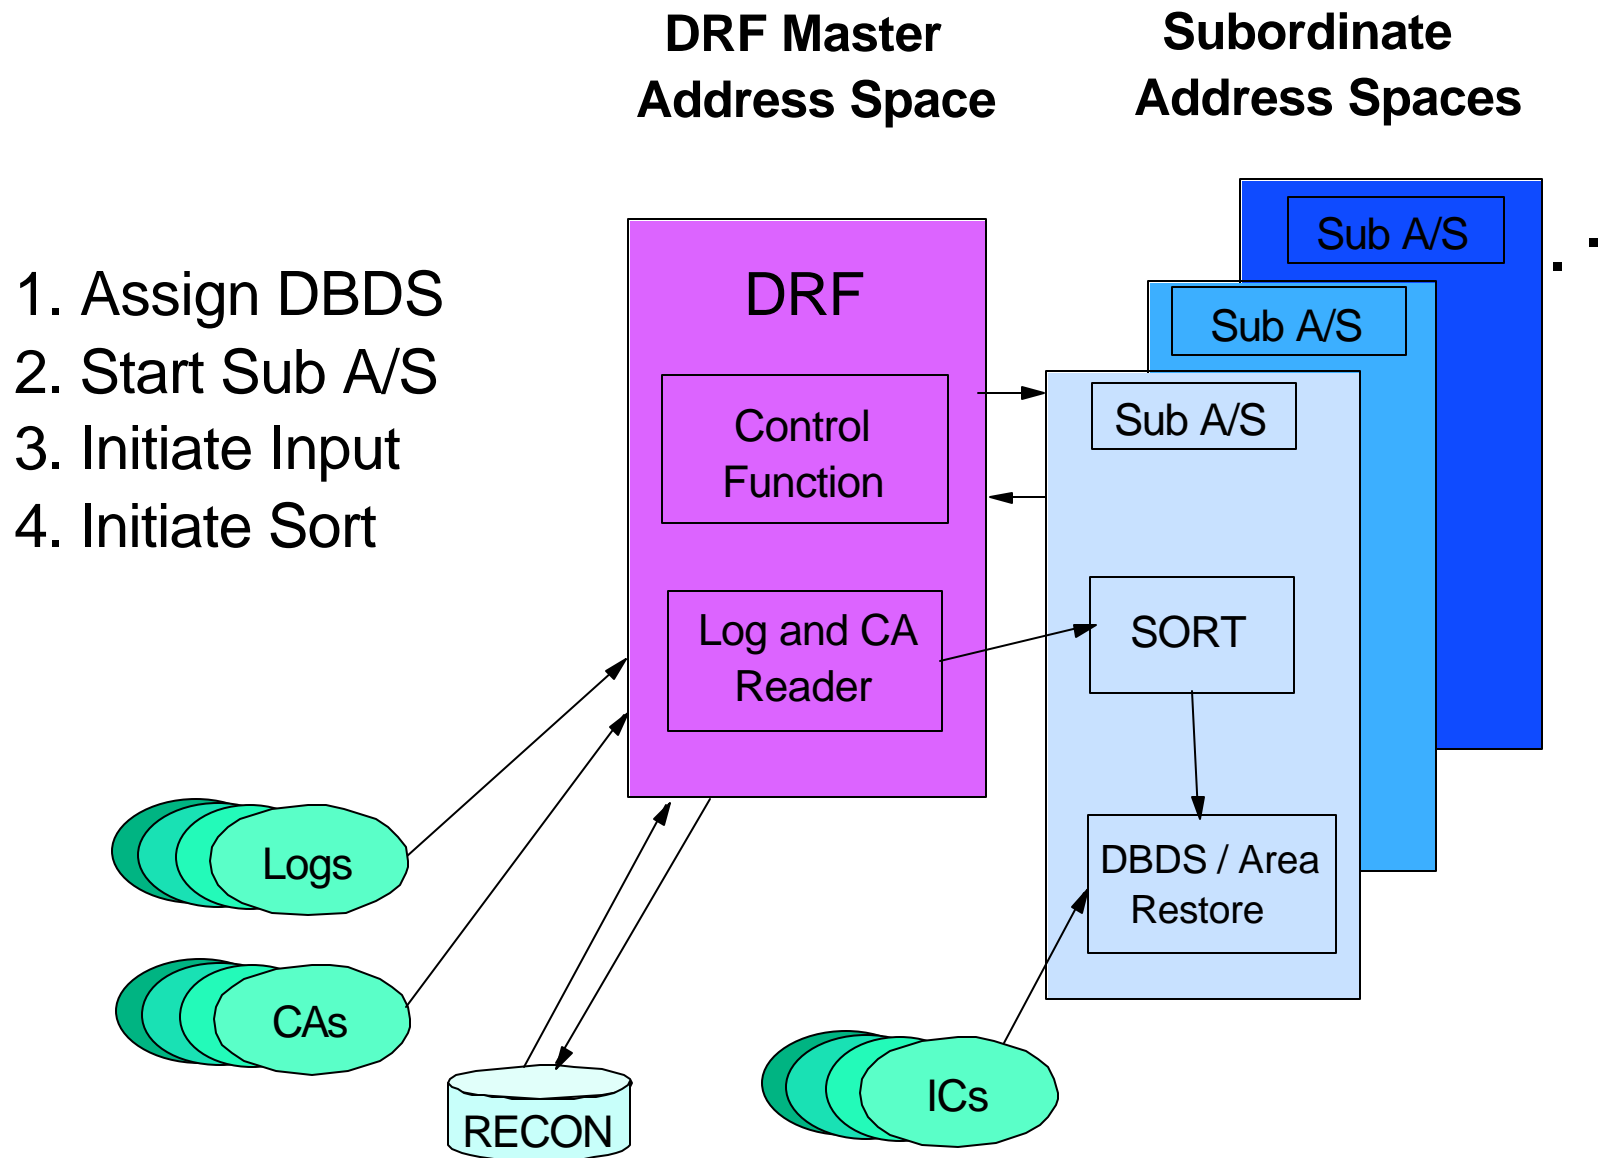 DRF Master
Address Space
Subordinate
Address Spaces
1. Assign DBDS
2. Start Sub A/S
3. Initiate Input
4. Initiate Sort
DRF
Control
Function
Log and CA
Reader
Sub A/S
Sub A/S
Sub A/S
SORT
DBDS / Area
Restore
Logs
CAs
RECON
ICs